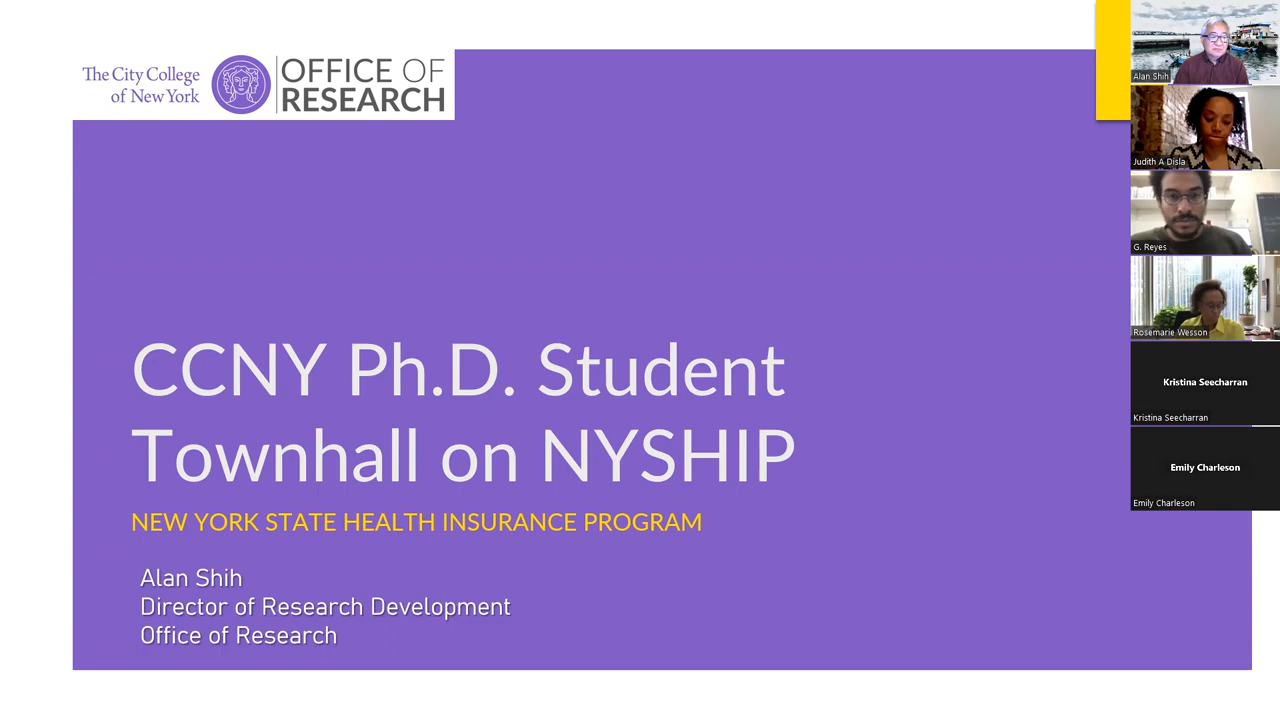 The City College
of New York
OFFICE OF
RESEARCH
CCNY Ph.D. Student
Townhall on NYSHIP
NEW YORK STATE HEALTH INSURANCE PROGRAM
Alan Shih
Director of Research Development
Office of Research
Alan Shih
Judith A Disla
G. Reyes
Rosemarie Wesson
Kristina Seecharran
Kristina Seecharran
Emily Charleson
Emily Charleson